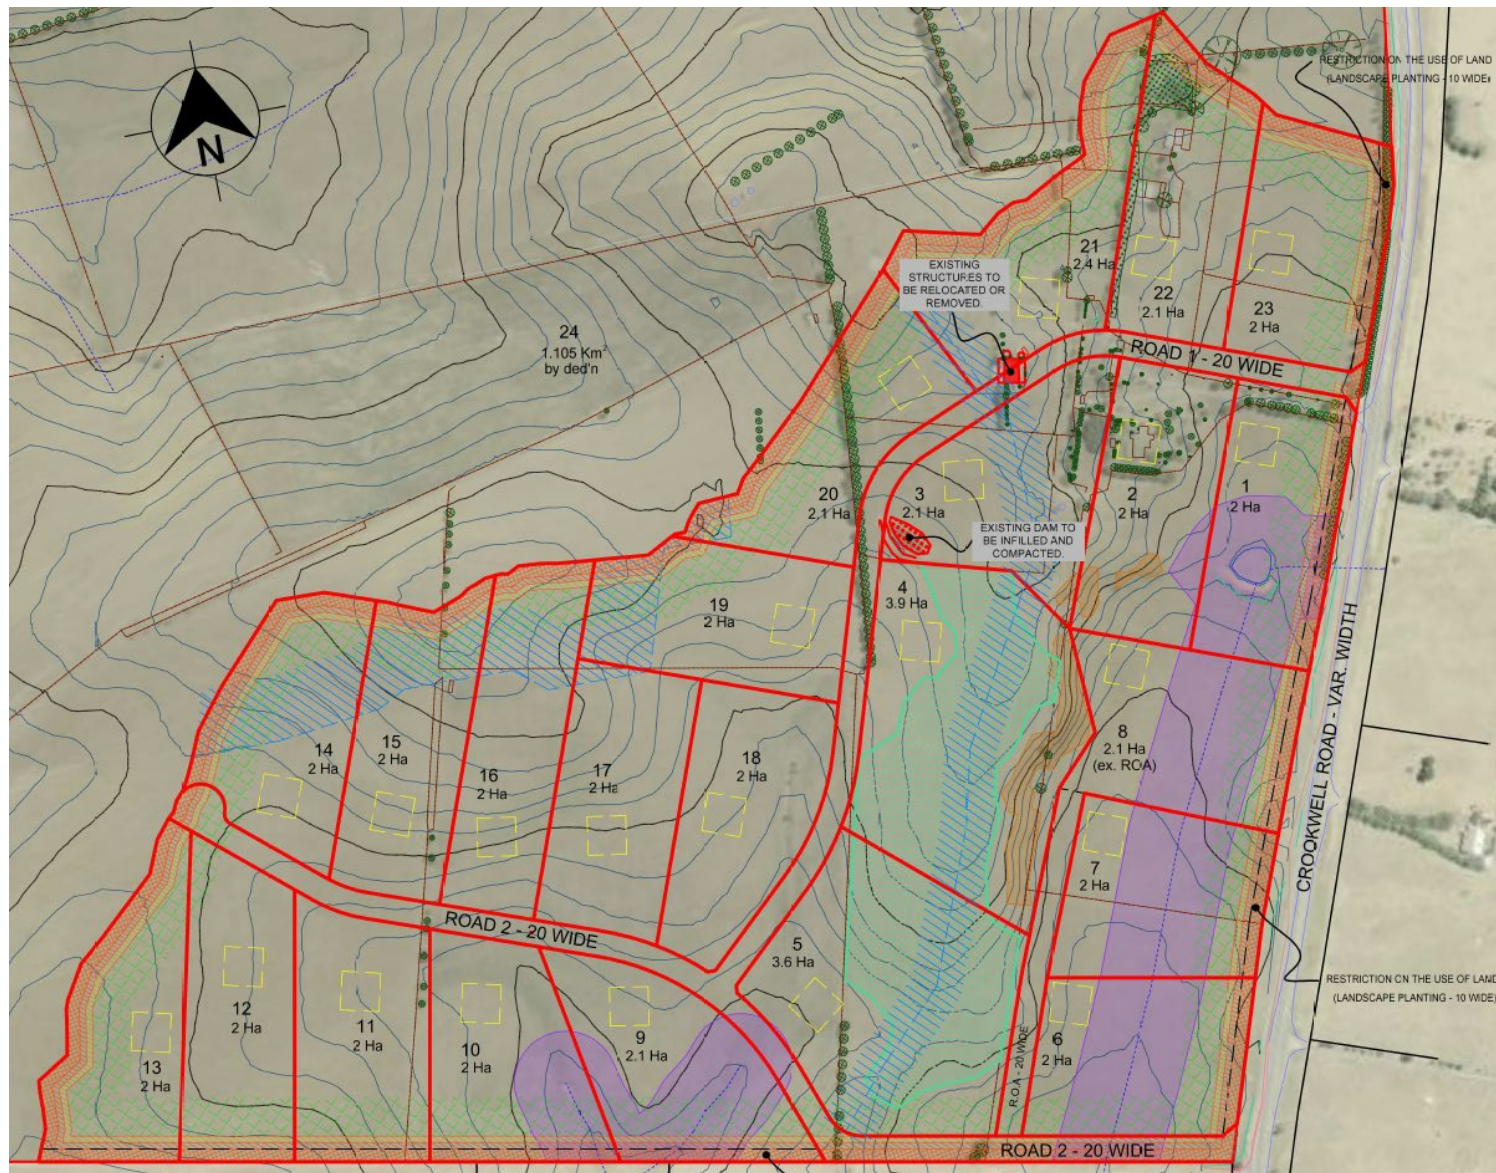 RESTRICTION ON THE USE OF LAND
(LANDSCAPE PLANTING - 10 WIDE)
N
21
2.4 Ha
EXISTING
STRUCTURES TO
BE RELOCATED OR
REMOVED.
22
2.1 Ha
23
2 Ha
24
1.105 Km²
by ded'n
ROAD 1 - 20 WIDE
20
2.1 Ha
3
2.1 Ha
2
2 Ha
1
2 Ha
EXISTING DAM TO
BE INFILLED AND
COMPACTED.
4
3.9 Ha
19
2 Ha
CROOKWELL ROAD - VAR. WIDTH
14
2 Ha
15
2 Ha
16
2 Ha
17
2 Ha
18
2 Ha
8
2.1 Ha
(ex. ROA)
7
2 Ha
ROAD 2 - 20 WIDE
5
3.6 Ha
RESTRICTION ON THE USE OF LAND
(LANDSCAPE PLANTING - 10 WIDE)
13
2 Ha
12
2 Ha
11
2 Ha
10
2 Ha
9
2.1 Ha
6
2 Ha
R.O.A - 20 WIDE
ROAD 2 - 20 WIDE